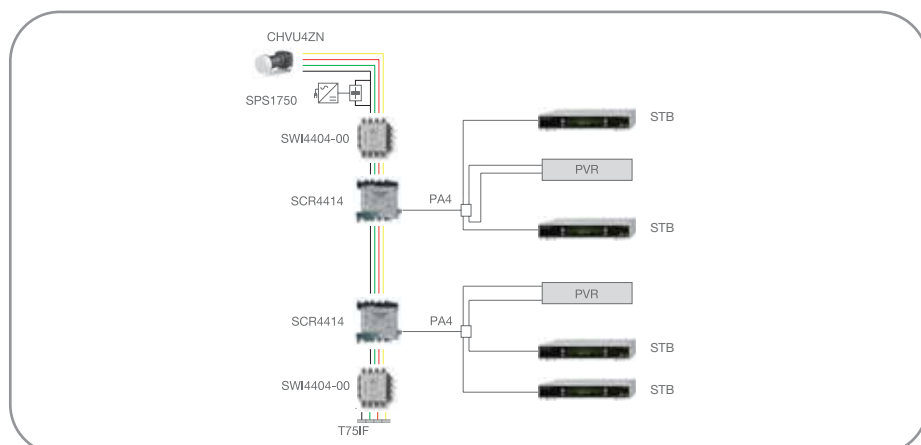 CHVU4ZN
SPS1750
SWI4404-00
STB
PVR
SCR4414
PA4
STB
PVR
SCR4414
PA4
STB
SWI4404-00
STB
T75IF